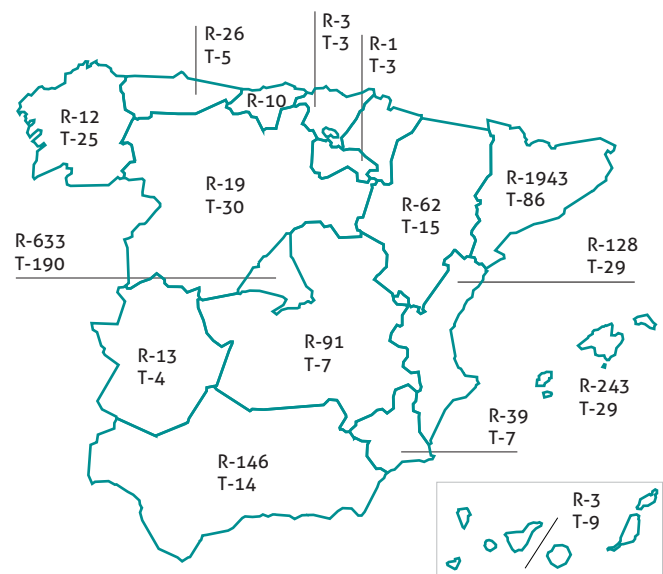 R-26
T-5
R-3
T-3
R-1
T-3
R-10
R-12
T-25
R-19
T-30
R-62
T-15
R-1943
T-86
R-633
T-190
R-128
T-29
R-91
T-7
R-13
T-4
R-243
T-29
R-39
T-7
R-146
T-14
R-3
T-9